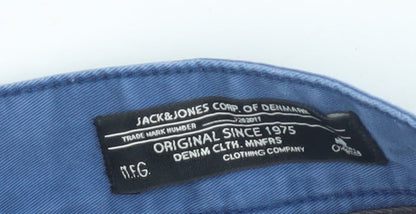 JACK&JONES CORP. OF DENMARK
TRADE MARK NUMBER
ORIGINAL SINCE 1975
DENIM CLTH. MNFRS
CLOTHING COMPANY
M.F.G.